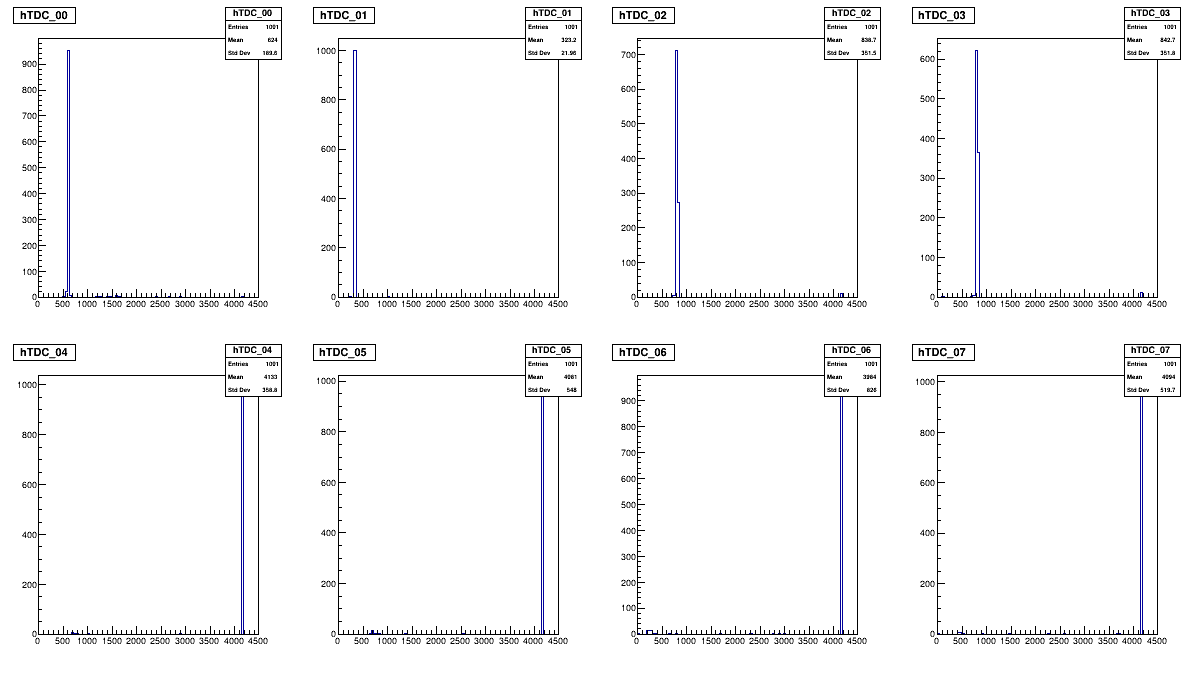 hTDC_00
hTDC_00
Entries 1001
Mean 624
Std Dev 189.6
900
800
700
600
500
400
300
200
100
0
0 500 1000 1500 2000 2500 3000 3500 4000 4500
hTDC_01
hTDC_01
Entries 1001
Mean 323.2
Std Dev 21.96
1000
800
600
400
200
0
0 500 1000 1500 2000 2500 3000 3500 4000 4500
hTDC_02
hTDC_02
Entries 1001
Mean 838.7
Std Dev 351.5
700
600
500
400
300
200
100
0
0 500 1000 1500 2000 2500 3000 3500 4000 4500
hTDC_03
hTDC_03
Entries 1001
Mean 842.7
Std Dev 351.8
600
500
400
300
200
100
0
0 500 1000 1500 2000 2500 3000 3500 4000 4500
hTDC_04
hTDC_04
Entries 1001
Mean 4133
Std Dev 358.8
1000
800
600
400
200
0
0 500 1000 1500 2000 2500 3000 3500 4000 4500
hTDC_05
hTDC_05
Entries 1001
Mean 4081
Std Dev 548
1000
800
600
400
200
0
0 500 1000 1500 2000 2500 3000 3500 4000 4500
hTDC_06
hTDC_06
Entries 1001
Mean 3964
Std Dev 826
900
800
700
600
500
400
300
200
100
0
0 500 1000 1500 2000 2500 3000 3500 4000 4500
hTDC_07
hTDC_07
Entries 1001
Mean 4094
Std Dev 519.7
1000
800
600
400
200
0
0 500 1000 1500 2000 2500 3000 3500 4000 4500